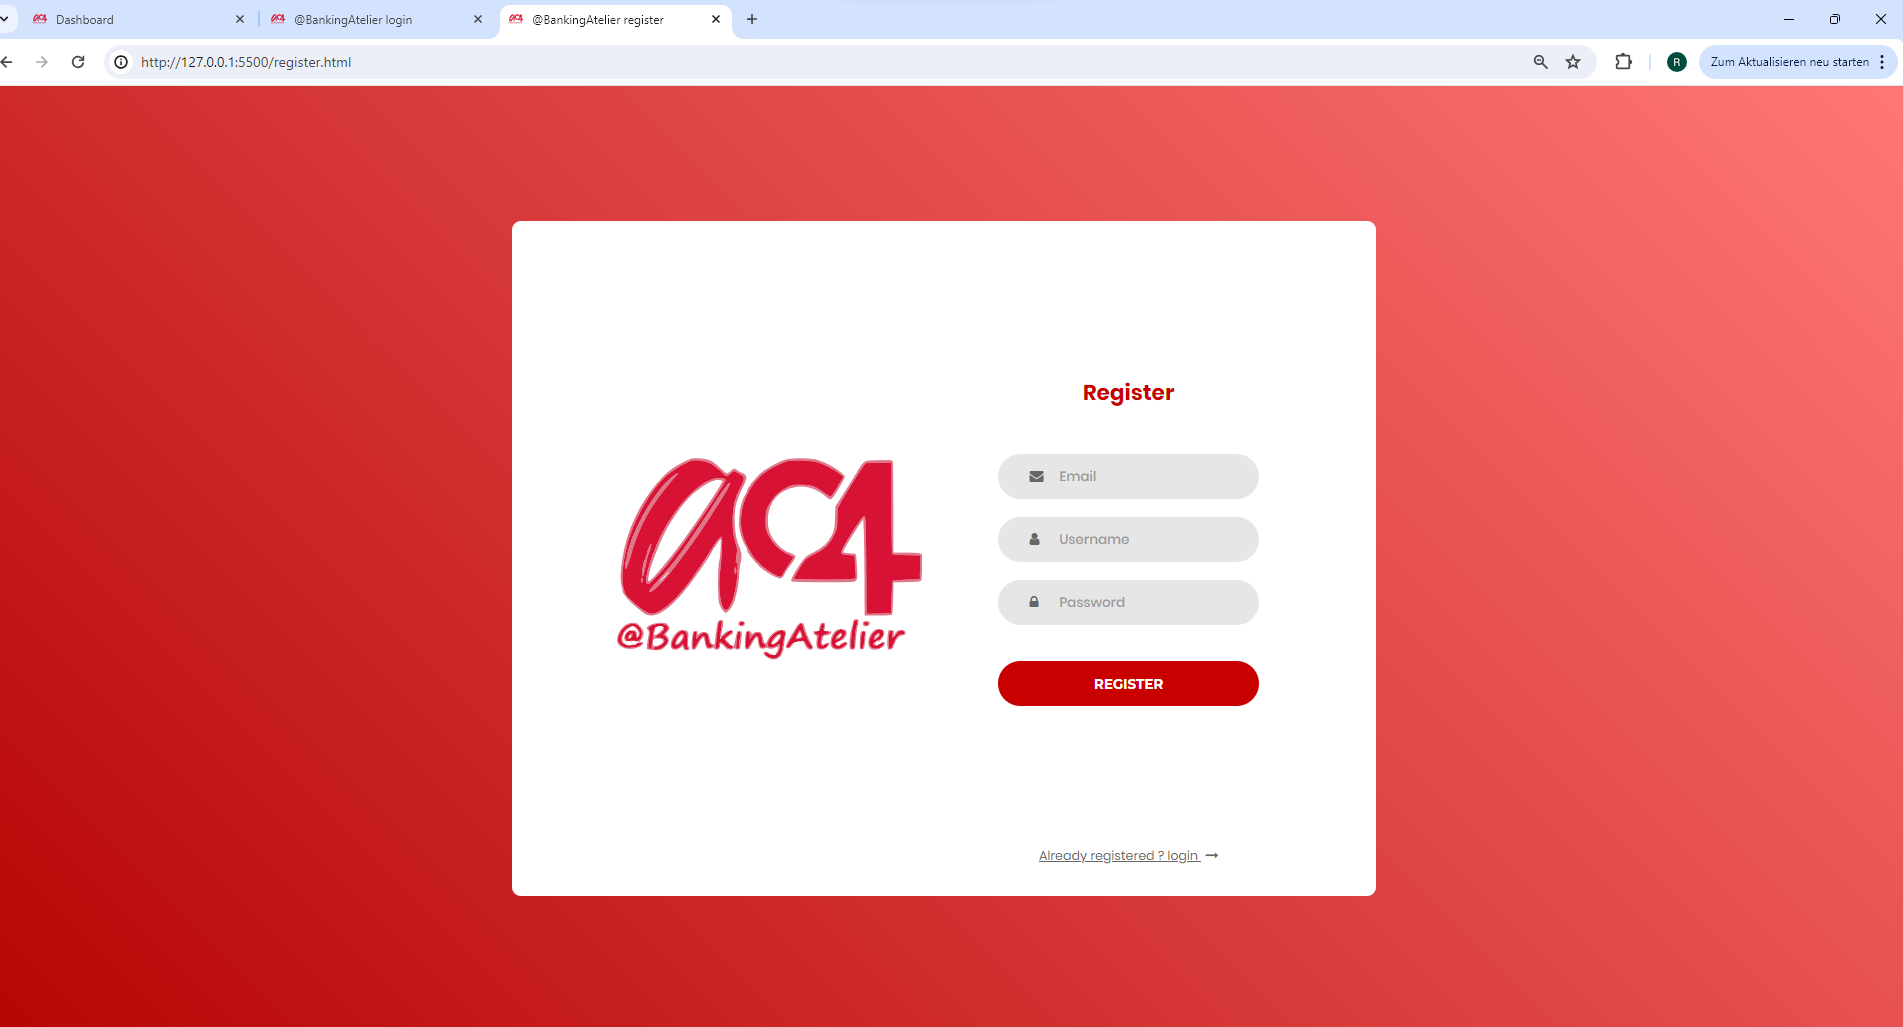 Dashboard
@BankingAtelier login
@BankingAtelier register
http://127.0.0.1:5500/register.html
R
Zum Aktualisieren neu starten
Register
Email
Username
Password
REGISTER
aC4
@BankingAtelier
Already registered ? login